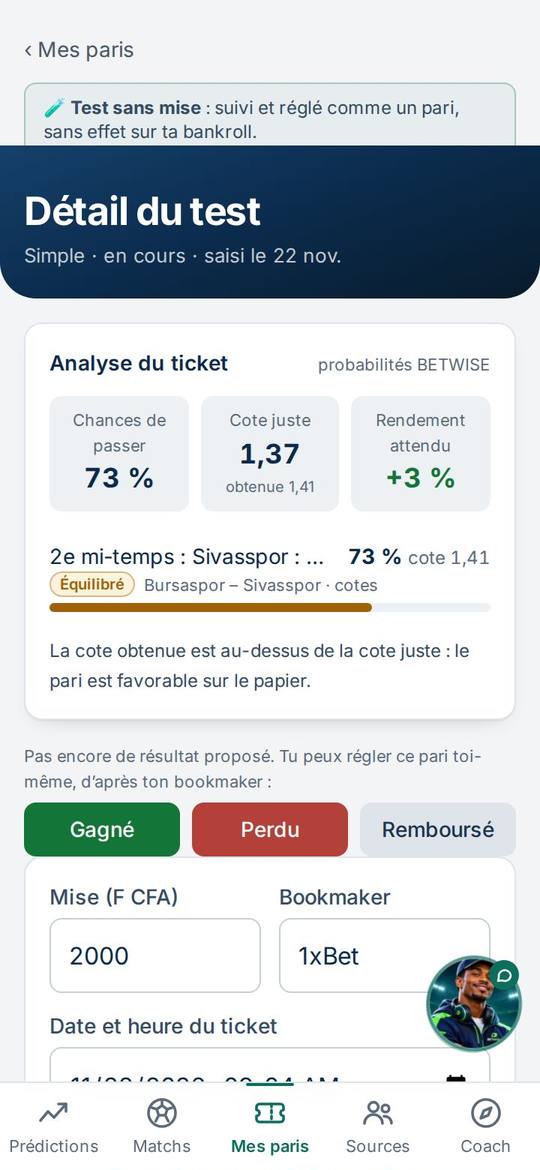 ‹ Mes paris
🧪 Test sans mise : suivi et réglé comme un pari,
sans effet sur ta bankroll.
Détail du test
Simple · en cours · saisi le 22 nov.
Analyse du ticket
probabilités BETWISE
Chances de
passer
73 %
Cote juste
1,37
obtenue 1,41
Rendement
attendu
+3 %
2e mi-temps : Sivasspor : ...
73 % cote 1,41
Équilibré Bursaspor – Sivasspor · cotes
La cote obtenue est au-dessus de la cote juste : le
pari est favorable sur le papier.
Pas encore de résultat proposé. Tu peux régler ce pari toi-
même, d’après ton bookmaker :
Gagné
Perdu
Remboursé
Mise (F CFA)
Bookmaker
2000
1xBet
Date et heure du ticket
Prédictions
Matchs
Mes paris
Sources
Coach